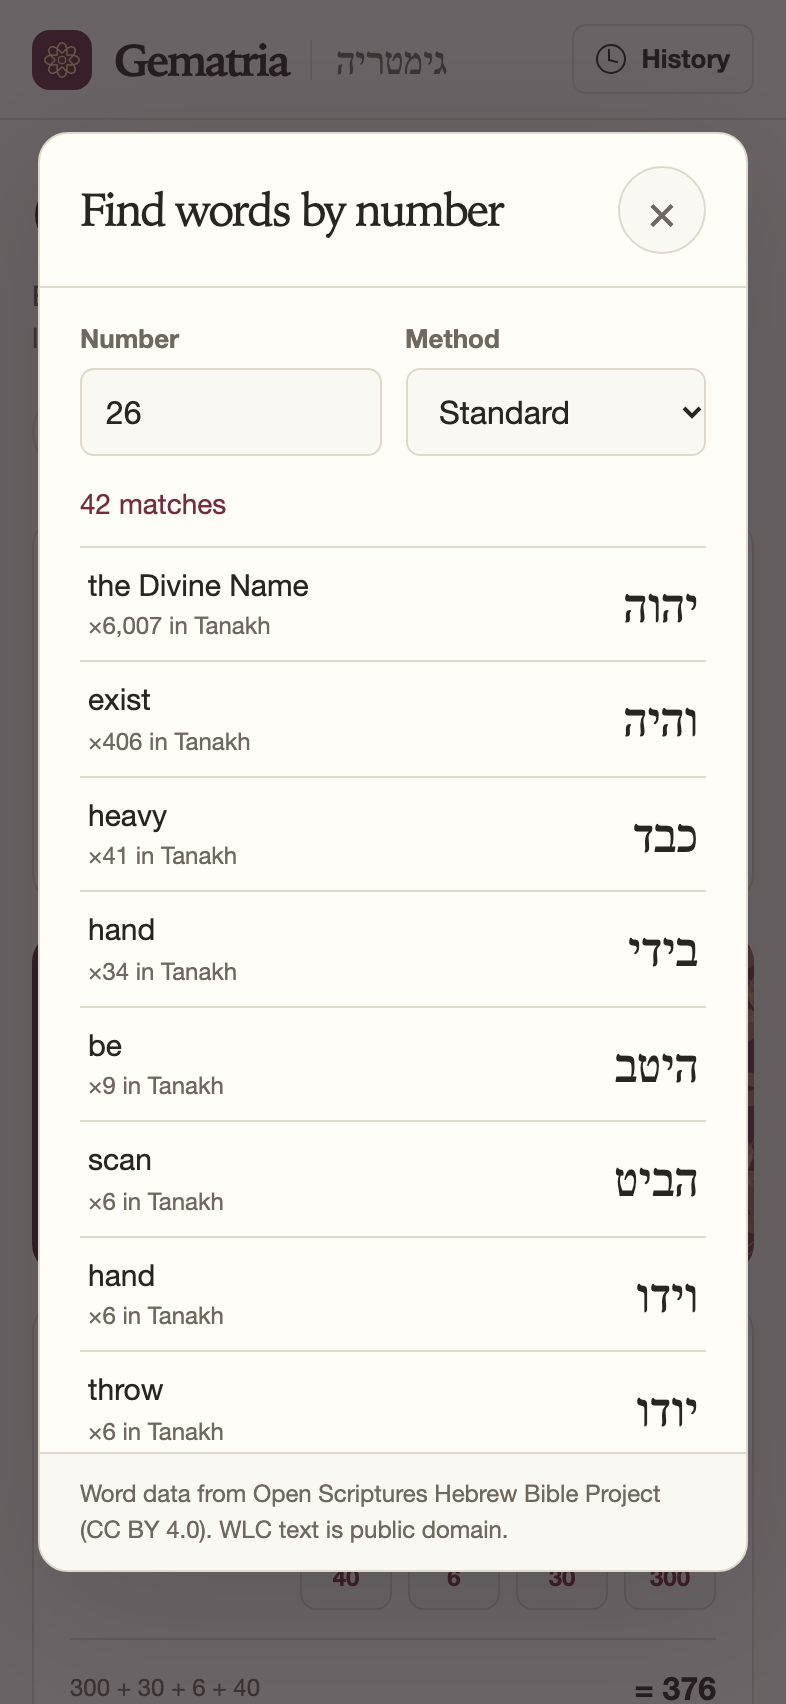 Gematria
גימטריה
History
Find words by number
×
Number
Method
26
Standard
42 matches
the Divine Name
יהוה
×6,007 in Tanakh
exist
והיה
×406 in Tanakh
heavy
כבד
×41 in Tanakh
hand
בידי
×34 in Tanakh
be
היטב
×9 in Tanakh
scan
הביט
×6 in Tanakh
hand
וידו
×6 in Tanakh
throw
יודו
×6 in Tanakh
Word data from Open Scriptures Hebrew Bible Project
(CC BY 4.0). WLC text is public domain.
40 6 30 300
300 + 30 + 6 + 40
= 376